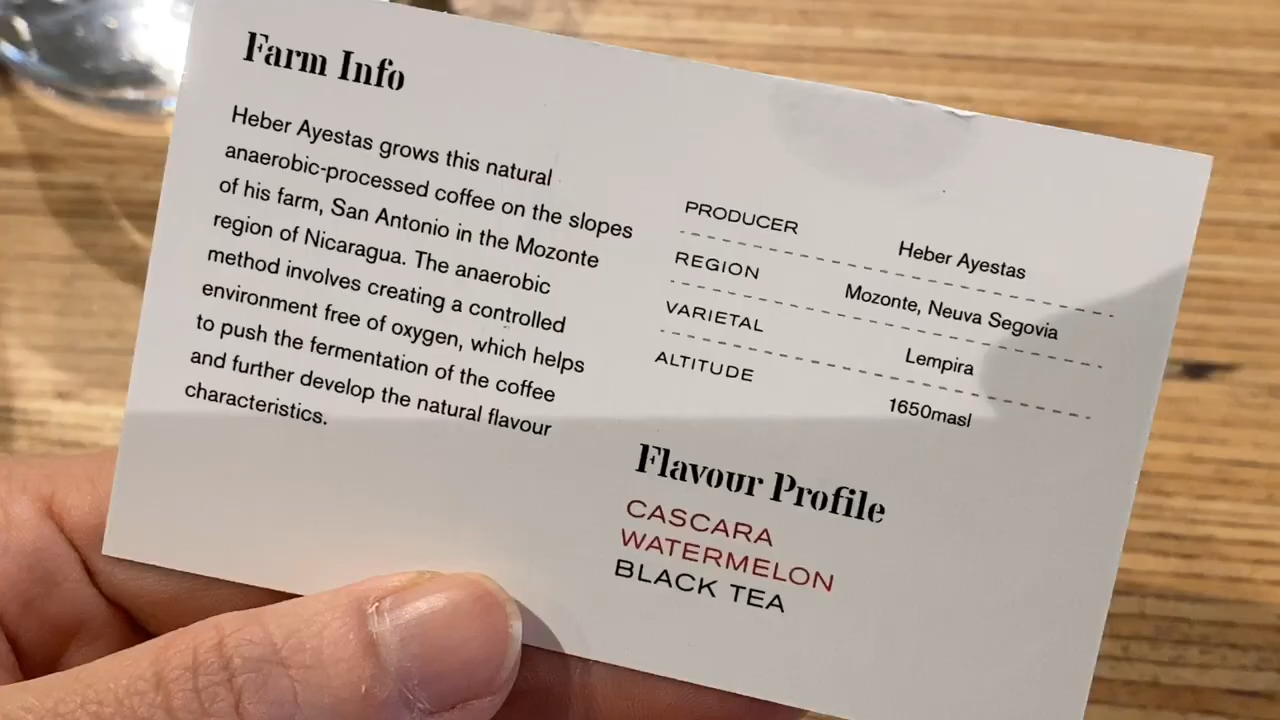 Farm Info
Heber Ayestas grows this natural
anaerobic-processed coffee on the slopes
of his farm, San Antonio in the Mozonte
region of Nicaragua. The anaerobic
method involves creating a controlled
environment free of oxygen, which helps
to push the fermentation of the coffee
and further develop the natural flavour
characteristics.
PRODUCER Heber Ayestas
REGION Mozonte, Neuva Segovia
VARIETAL Lempira
ALTITUDE 1650masl
Flavour Profile
CASCARA
WATERMELON
BLACK TEA